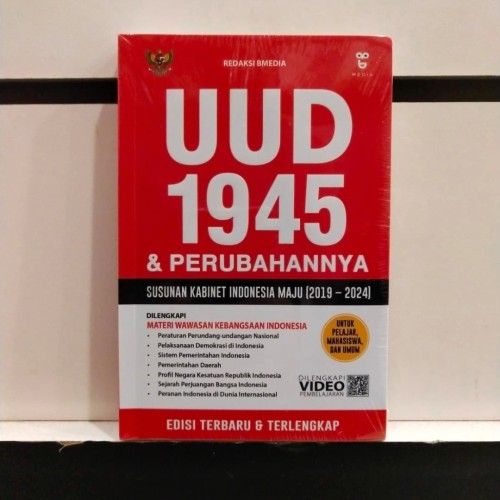 REDAKSI BMEDIA
MEDIA
UUD
1945
& PERUBAHANNYA
SUSUNAN KABINET INDONESIA MAJU (2019 – 2024)
DILENGKAPI
MATERI WAWASAN KEBANGSAAN INDONESIA
• Peraturan Perundang-undangan Nasional
• Pelaksanaan Demokrasi di Indonesia
• Sistem Pemerintahan Indonesia
• Pemerintahan Daerah
• Profil Negara Kesatuan Republik Indonesia
• Sejarah Perjuangan Bangsa Indonesia
• Peranan Indonesia di Dunia Internasional
UNTUK
PELAJAR,
MAHASISWA,
DAN UMUM
DILENGKAPI
VIDEO
PEMBELAJARAN
EDISI TERBARU & TERLENGKAP